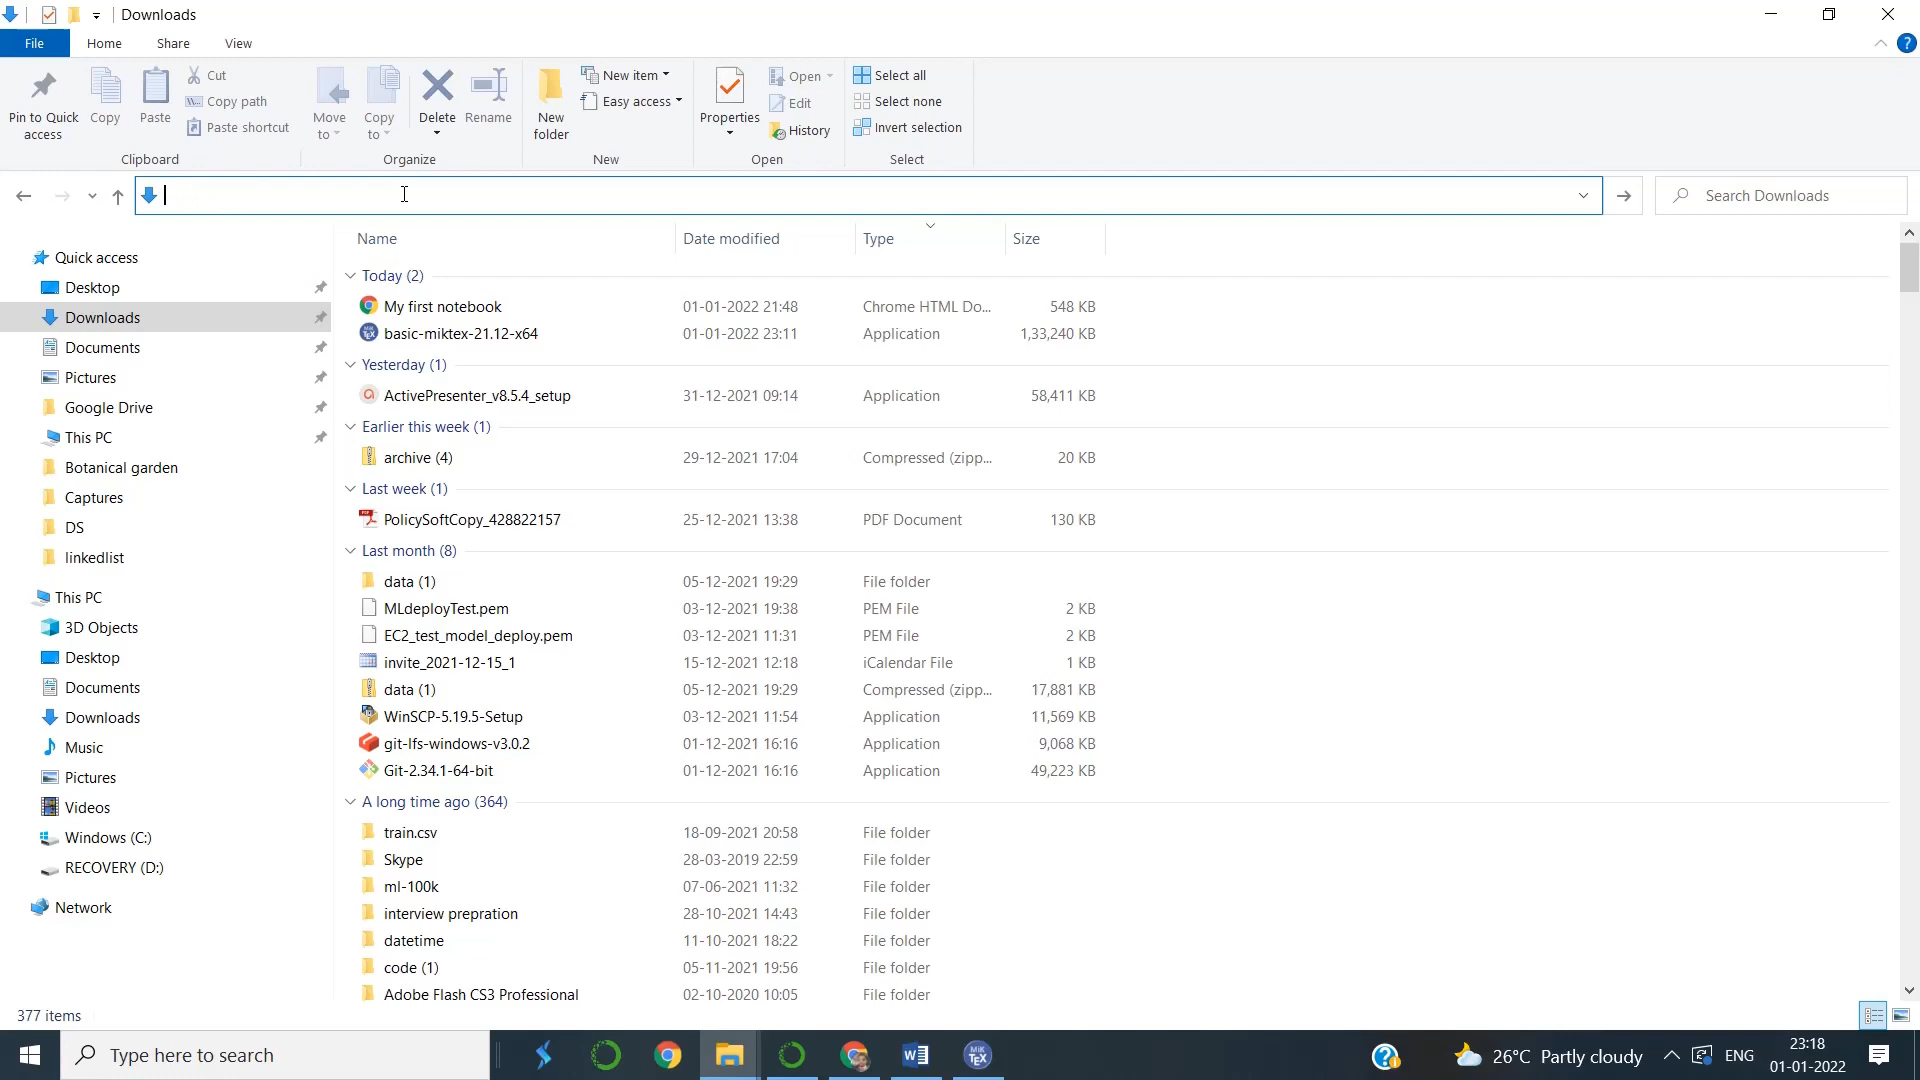 Downloads
File Home Share View
Pin to Quick access
Copy
Paste
Cut
Copy path
Paste shortcut
Clipboard
Move to
Copy to
Delete
Rename
Organize
New folder
New item
Easy access
New
Properties
Open
Edit
History
Open
Select all
Select none
Invert selection
Select
Search Downloads
Quick access
Desktop
Downloads
Documents
Pictures
Google Drive
This PC
Botanical garden
Captures
DS
linkedlist
This PC
3D Objects
Desktop
Documents
Downloads
Music
Pictures
Videos
Windows (C:)
RECOVERY (D:)
Network
Name Date modified Type Size
Today (2)
My first notebook 01-01-2022 21:48 Chrome HTML Do... 548 KB
basic-miktex-21.12-x64 01-01-2022 23:11 Application 1,33,240 KB
Yesterday (1)
ActivePresenter_v8.5.4_setup 31-12-2021 09:14 Application 58,411 KB
Earlier this week (1)
archive (4) 29-12-2021 17:04 Compressed (zipp... 20 KB
Last week (1)
PolicySoftCopy_428822157 25-12-2021 13:38 PDF Document 130 KB
Last month (8)
data (1) 05-12-2021 19:29 File folder
MLdeployTest.pem 03-12-2021 19:38 PEM File 2 KB
EC2_test_model_deploy.pem 03-12-2021 11:31 PEM File 2 KB
invite_2021-12-15_1 15-12-2021 12:18 iCalendar File 1 KB
data (1) 05-12-2021 19:29 Compressed (zipp... 17,881 KB
WinSCP-5.19.5-Setup 03-12-2021 11:54 Application 11,569 KB
git-lfs-windows-v3.0.2 01-12-2021 16:16 Application 9,068 KB
Git-2.34.1-64-bit 01-12-2021 16:16 Application 49,223 KB
A long time ago (364)
train.csv 18-09-2021 20:58 File folder
Skype 28-03-2019 22:59 File folder
ml-100k 07-06-2021 11:32 File folder
interview prepration 28-10-2021 14:43 File folder
datetime 11-10-2021 18:22 File folder
code (1) 05-11-2021 19:56 File folder
Adobe Flash CS3 Professional 02-10-2020 10:05 File folder
377 items
Type here to search
26°C Partly cloudy
ENG
23:18
01-01-2022